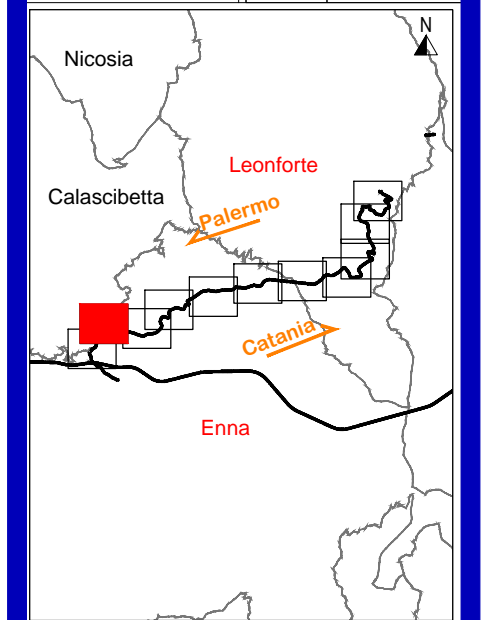 N
Nicosia
Leonforte
Calascibetta
Palermo
Catania
Enna